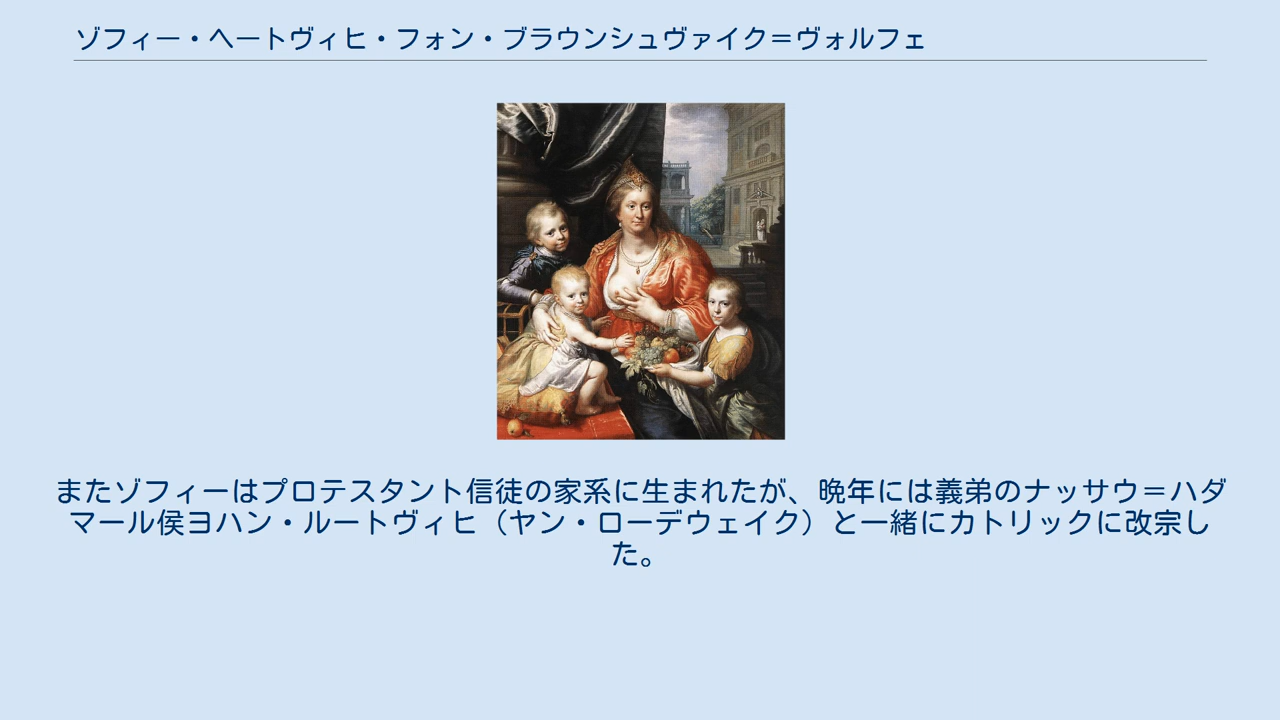 ゾフィー・ヘートヴィヒ・フォン・ブラウンシュヴァイク＝ヴォルフェ
またゾフィーはプロテスタント信徒の家系に生まれたが、晩年には義弟のナッサウ＝ハダ
マール侯ヨハン・ルートヴィヒ（ヤン・ローデウェイク）と一緒にカトリックに改宗し
た。